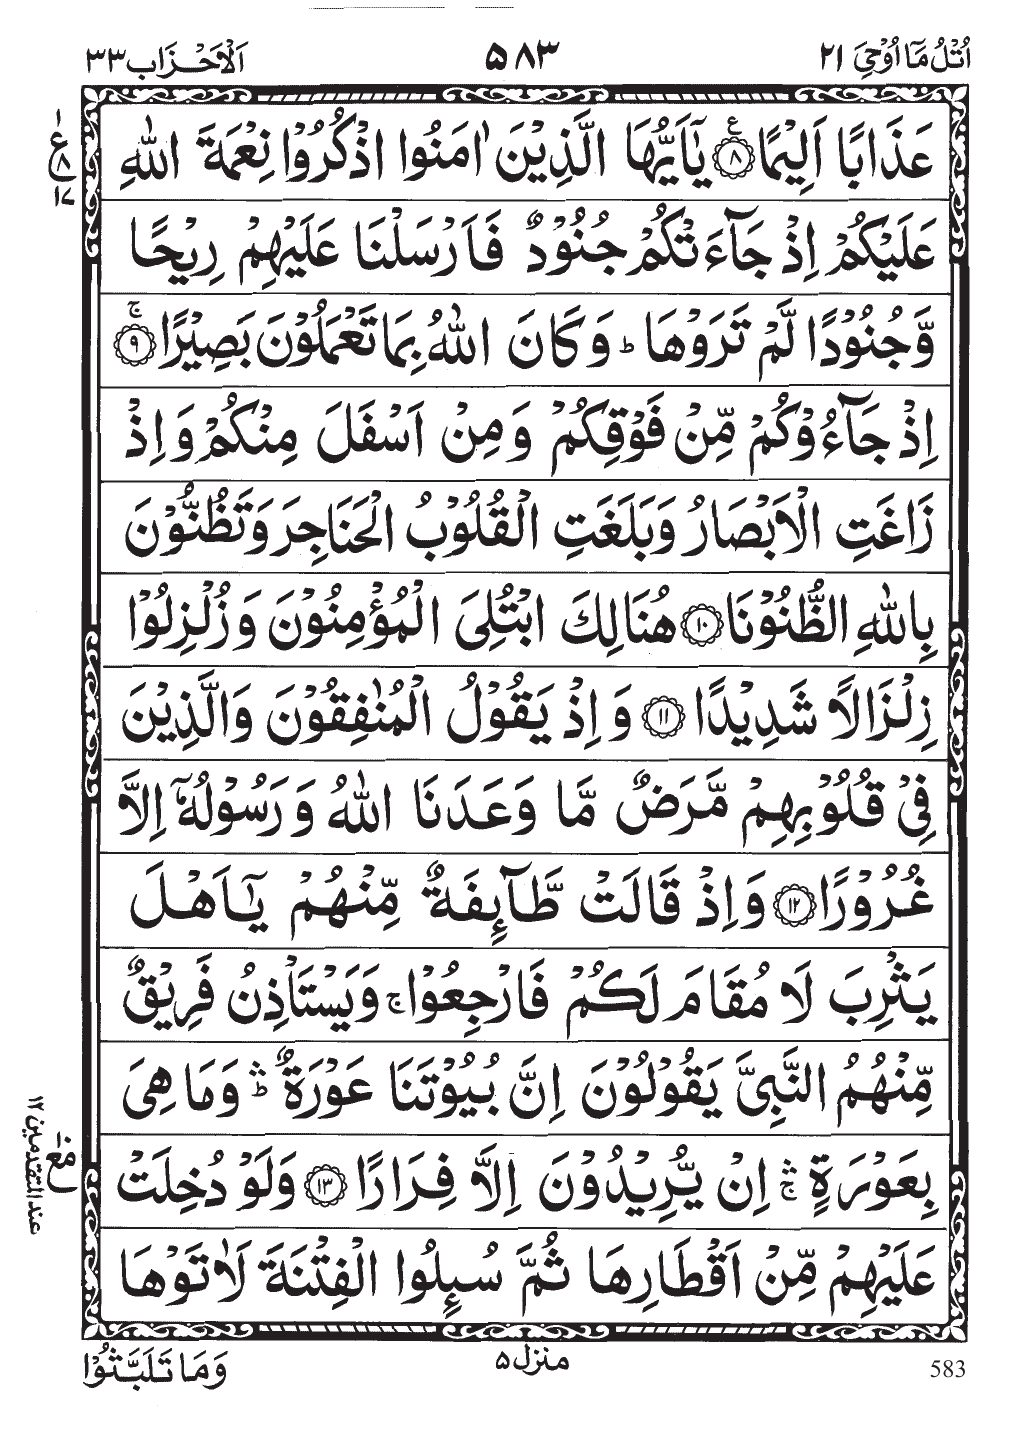 اُتْلُ مَآ اُوْحِيَ ٢١ ٥٨٣ اَلْاَحْزَاب ٣٣
عَذَابًا اَلِيْمًا ۝٨ۧ يٰٓاَيُّهَا الَّذِيْنَ اٰمَنُوا اذْكُرُوْا نِعْمَةَ اللّٰهِ
ع ٨ ١٧
عَلَيْكُمْ اِذْ جَآءَتْكُمْ جُنُوْدٌ فَاَرْسَلْنَا عَلَيْهِمْ رِيْحًا
وَّجُنُوْدًا لَّمْ تَرَوْهَا ؕ وَكَانَ اللّٰهُ بِمَا تَعْمَلُوْنَ بَصِيْرًا ۝٩ۚ
اِذْ جَآءُوْكُمْ مِّنْ فَوْقِكُمْ وَمِنْ اَسْفَلَ مِنْكُمْ وَاِذْ
زَاغَتِ الْاَبْصَارُ وَبَلَغَتِ الْقُلُوْبُ الْحَنَاجِرَ وَتَظُنُّوْنَ
بِاللّٰهِ الظُّنُوْنَا ۝١٠ هُنَالِكَ ابْتُلِيَ الْمُؤْمِنُوْنَ وَزُلْزِلُوْا
زِلْزَالًا شَدِيْدًا ۝١١ وَاِذْ يَقُوْلُ الْمُنٰفِقُوْنَ وَالَّذِيْنَ
فِيْ قُلُوْبِهِمْ مَّرَضٌ مَّا وَعَدَنَا اللّٰهُ وَرَسُوْلُهٗٓ اِلَّا
غُرُوْرًا ۝١٢ وَاِذْ قَالَتْ طَّآىِٕفَةٌ مِّنْهُمْ يٰٓاَهْلَ
يَثْرِبَ لَا مُقَامَ لَكُمْ فَارْجِعُوْا ۚ وَيَسْتَاْذِنُ فَرِيْقٌ
مِّنْهُمُ النَّبِيَّ يَقُوْلُوْنَ اِنَّ بُيُوْتَنَا عَوْرَةٌ ۛؕ وَمَا هِيَ
بِعَوْرَةٍ ۛۚ اِنْ يُّرِيْدُوْنَ اِلَّا فِرَارًا ۝١٣ وَلَوْ دُخِلَتْ
مع عند المتقدمين ١٢
عَلَيْهِمْ مِّنْ اَقْطَارِهَا ثُمَّ سُىِٕلُوا الْفِتْنَةَ لَاٰتَوْهَا
583 منزل ٥ وَمَا تَلَبَّثُوْا